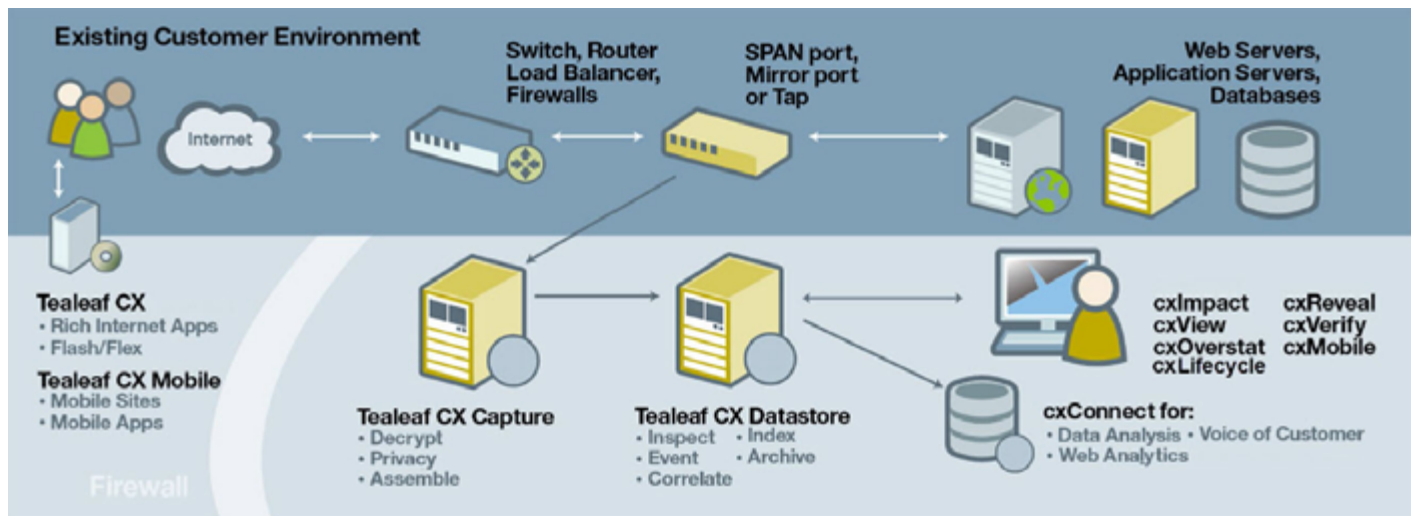 Existing Customer Environment
Switch, Router
Load Balancer,
Firewalls
SPAN port,
Mirror port
or Tap
Web Servers,
Application Servers,
Databases
Internet
Tealeaf CX
• Rich Internet Apps
• Flash/Flex
Tealeaf CX Mobile
• Mobile Sites
• Mobile Apps
Firewall
Tealeaf CX Capture
• Decrypt
• Privacy
• Assemble
Tealeaf CX Datastore
• Inspect • Index
• Event • Archive
• Correlate
cxImpact cxReveal
cxView cxVerify
cxOverstat cxMobile
cxLifecycle
cxConnect for:
• Data Analysis • Voice of Customer
• Web Analytics